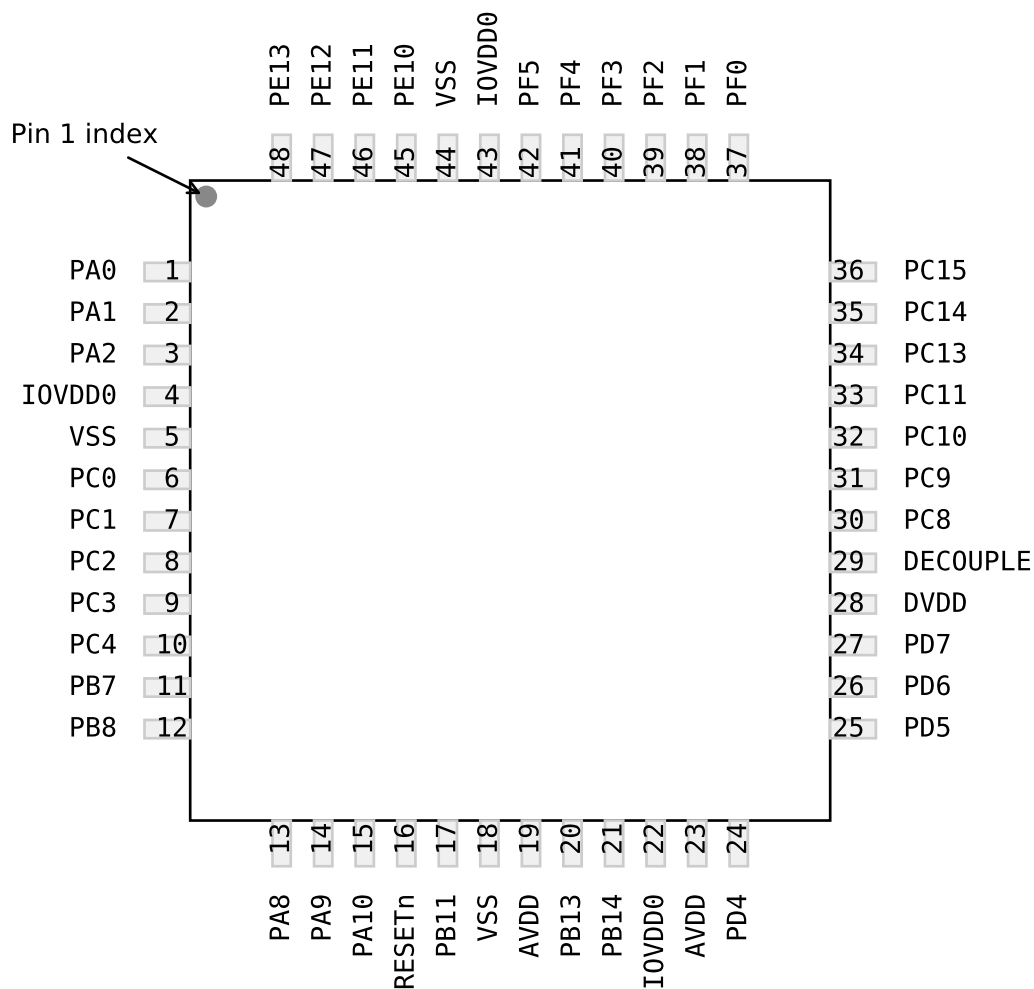 PE13 PE12 PE11 PE10 VSS IOVDD0 PF5 PF4 PF3 PF2 PF1 PF0
Pin 1 index
48 47 46 45 44 43 42 41 40 39 38 37
PA0 1 36 PC15
PA1 2 35 PC14
PA2 3 34 PC13
IOVDD0 4 33 PC11
VSS 5 32 PC10
PC0 6 31 PC9
PC1 7 30 PC8
PC2 8 29 DECOUPLE
PC3 9 28 DVDD
PC4 10 27 PD7
PB7 11 26 PD6
PB8 12 25 PD5
13 14 15 16 17 18 19 20 21 22 23 24
PA8 PA9 PA10 RESETn PB11 VSS AVDD PB13 PB14 IOVDD0 AVDD PD4